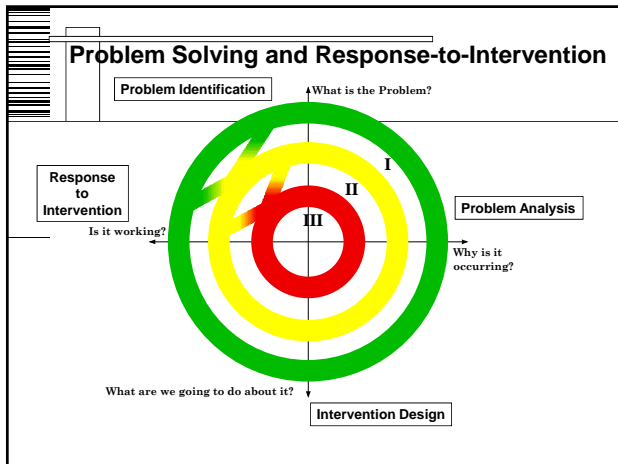 Problem Solving and Response-to-Intervention
Problem Identification
What is the Problem?
I
II
III
Response
to
Intervention
Problem Analysis
Is it working?
Why is it
occurring?
What are we going to do about it?
Intervention Design